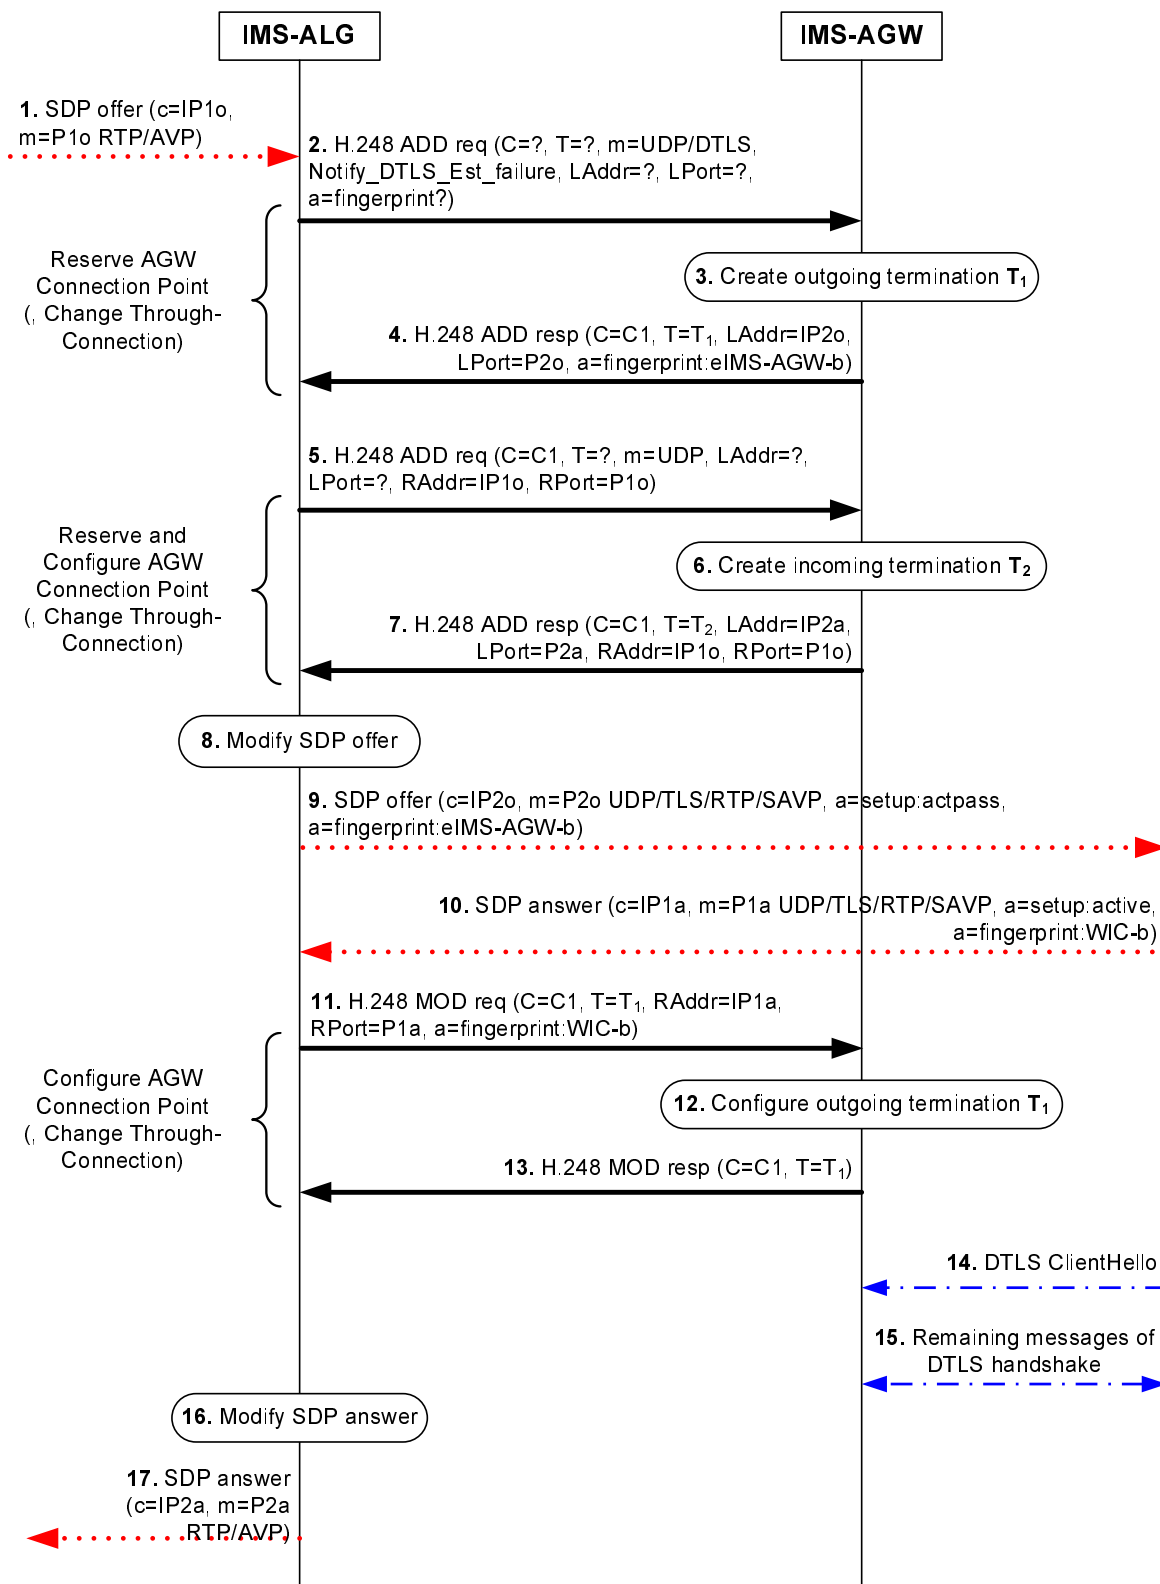 IMS-ALG
IMS-AGW
1. SDP offer (c=IP1o,
m=P1o RTP/AVP)
2. H.248 ADD req (C=?, T=?, m=UDP/DTLS,
Notify_DTLS_Est_failure, LAddr=?, LPort=?,
a=fingerprint?)
Reserve AGW
Connection Point
(, Change Through-
Connection)
3. Create outgoing termination T1
4. H.248 ADD resp (C=C1, T=T1, LAddr=IP2o,
LPort=P2o, a=fingerprint:eIMS-AGW-b)
5. H.248 ADD req (C=C1, T=?, m=UDP, LAddr=?,
LPort=?, RAddr=IP1o, RPort=P1o)
Reserve and
Configure AGW
Connection Point
(, Change Through-
Connection)
6. Create incoming termination T2
7. H.248 ADD resp (C=C1, T=T2, LAddr=IP2a,
LPort=P2a, RAddr=IP1o, RPort=P1o)
8. Modify SDP offer
9. SDP offer (c=IP2o, m=P2o UDP/TLS/RTP/SAVP, a=setup:actpass,
a=fingerprint:eIMS-AGW-b)
10. SDP answer (c=IP1a, m=P1a UDP/TLS/RTP/SAVP, a=setup:active,
a=fingerprint:WIC-b)
11. H.248 MOD req (C=C1, T=T1, RAddr=IP1a,
RPort=P1a, a=fingerprint:WIC-b)
Configure AGW
Connection Point
(, Change Through-
Connection)
12. Configure outgoing termination T1
13. H.248 MOD resp (C=C1, T=T1)
14. DTLS ClientHello
15. Remaining messages of
DTLS handshake
16. Modify SDP answer
17. SDP answer
(c=IP2a, m=P2a
RTP/AVP)